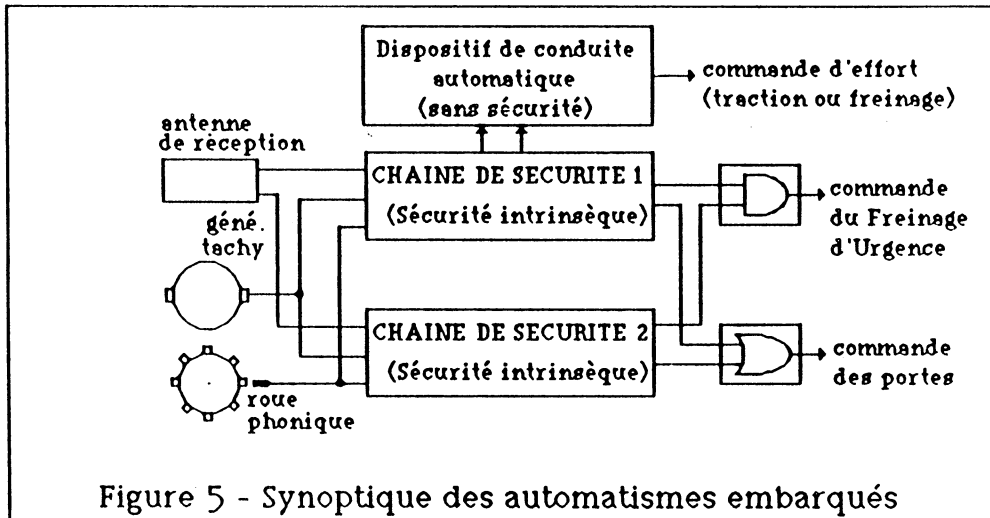 Dispositif de conduite
automatique
(sans sécurité)
commande d'effort
(traction ou freinage)
antenne
de réception
CHAINE DE SECURITE 1
(Sécurité intrinsèque)
commande
du Freinage
d'Urgence
géné.
tachy
CHAINE DE SECURITE 2
(Sécurité intrinsèque)
commande
des portes
roue
phonique
Figure 5 - Synoptique des automatismes embarqués